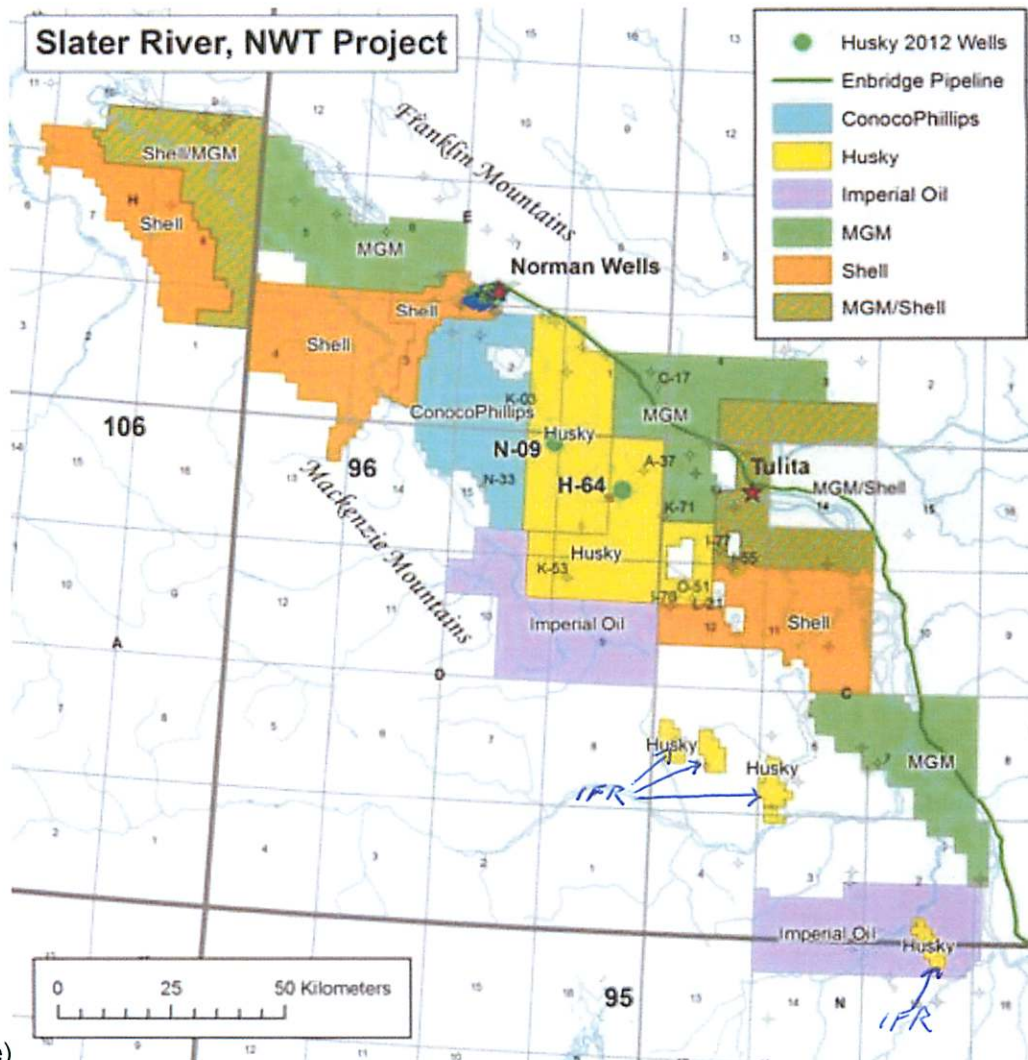 Slater River, NWT Project
Husky 2012 Wells
Enbridge Pipeline
ConocoPhillips
Husky
Imperial Oil
MGM
Shell
MGM/Shell
Franklin Mountains
Shell/MGM
H
Shell
E
MGM
Norman Wells
Shell
Shell
C-17
K-03
ConocoPhillips
MGM
106
Husky
N-09
96
A-37
Tulita
N-33
H-64
MGM/Shell
K-71
Mackenzie Mountains
Husky
I-77
K-53
O-51
Imperial Oil
Shell
A
D
C
Husky
MGM
Husky
IFR
Imperial Oil
Husky
0 25 50 Kilometers
95
N
IFR
e)